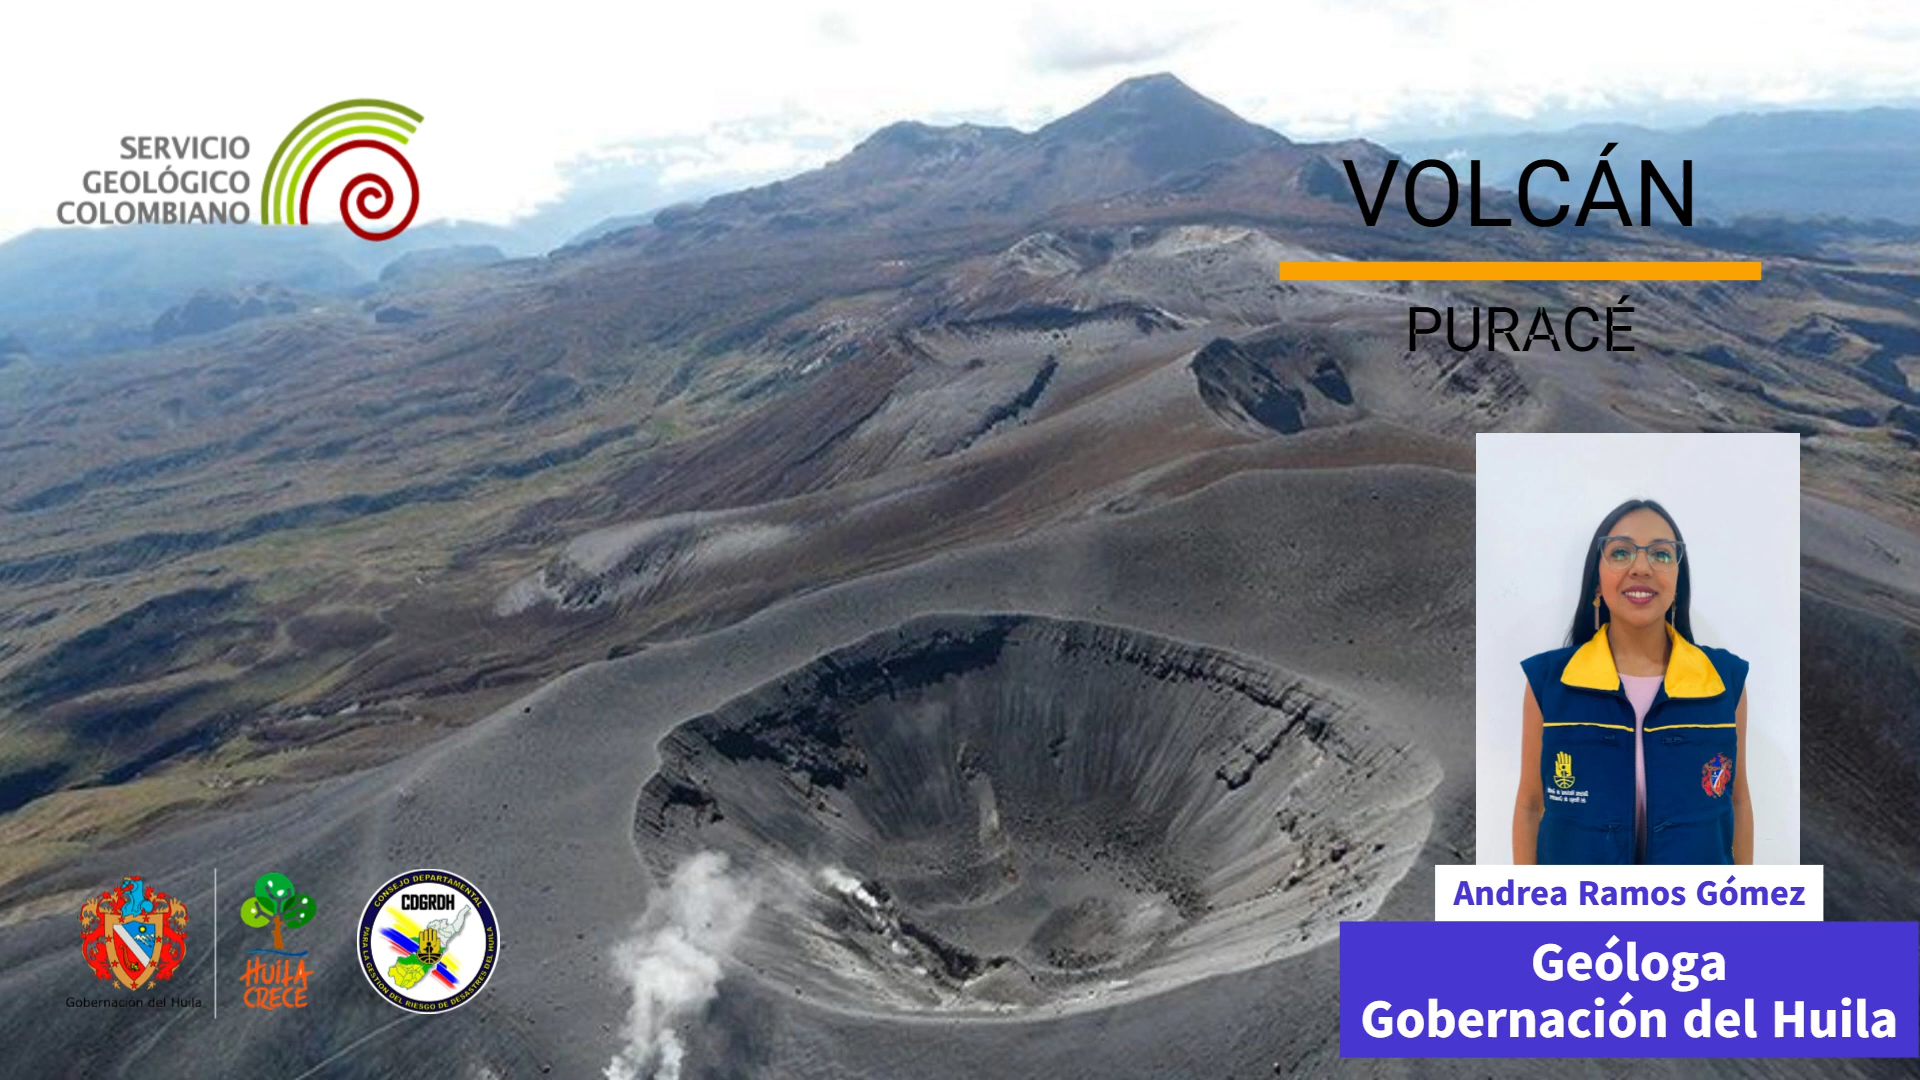 SERVICIO
GEOLÓGICO
COLOMBIANO
VOLCÁN
PURACÉ
Andrea Ramos Gómez
Geóloga
Gobernación del Huila
Gobernación del Huila
HUILA
CRECE
CONSEJO DEPARTAMENTAL
CDGRDH
PARA LA GESTIÓN DEL RIESGO DE DESASTRES DEL HUILA